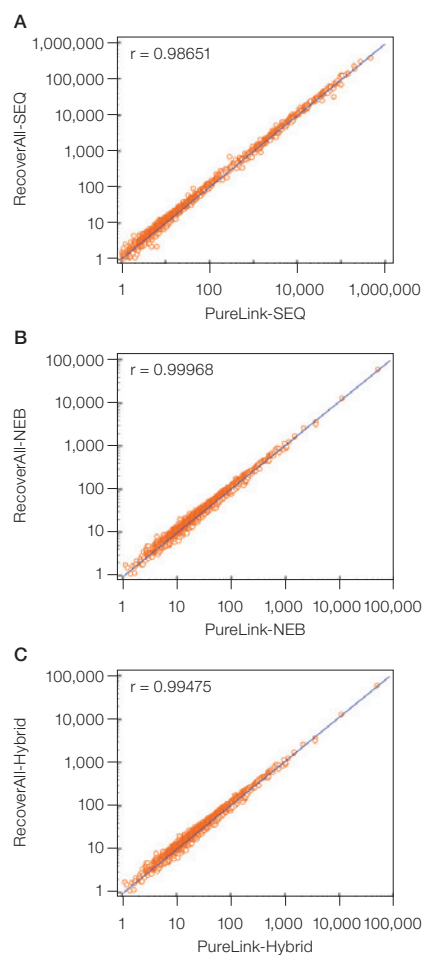 A
1,000,000
r = 0.98651
100,000
10,000
1,000
100
10
1
RecoverAll-SEQ
1 100 10,000 1,000,000
PureLink-SEQ
B
100,000
r = 0.99968
10,000
1,000
100
10
1
RecoverAll-NEB
1 10 100 1,000 10,000 100,000
PureLink-NEB
C
100,000
r = 0.99475
10,000
1,000
100
10
1
RecoverAll-Hybrid
1 10 100 1,000 10,000 100,000
PureLink-Hybrid